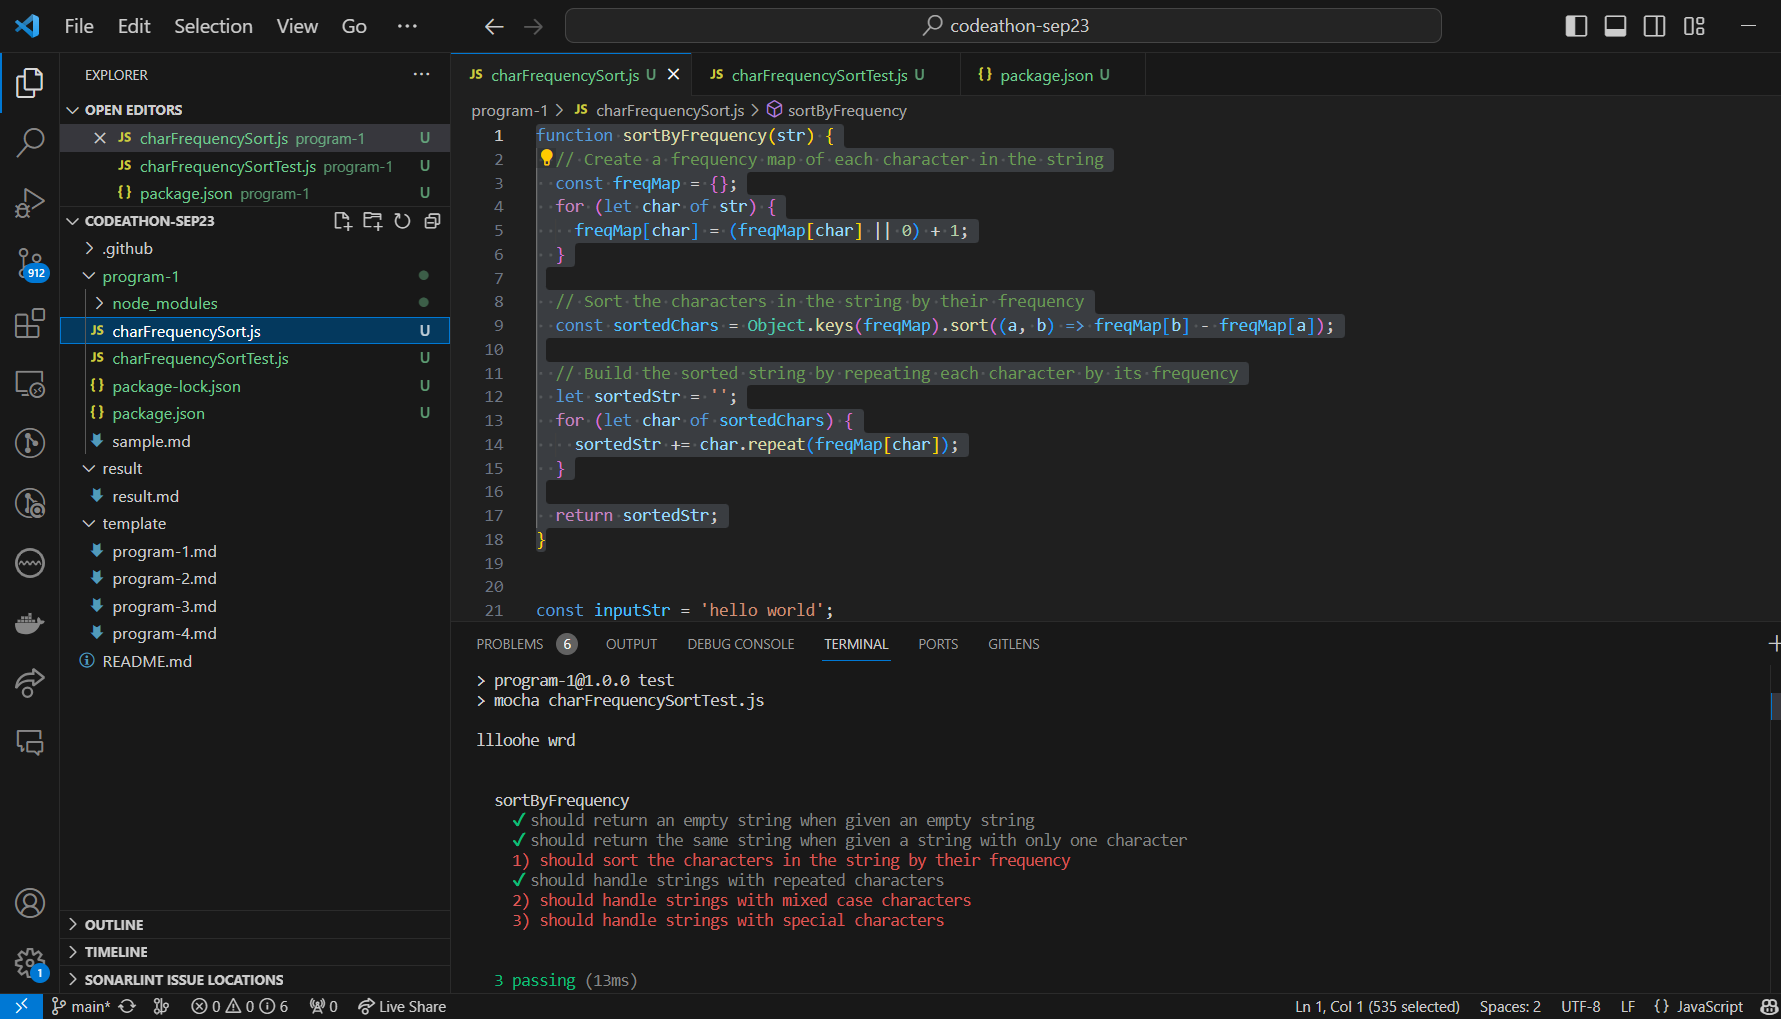 File Edit Selection View Go ···
codeathon-sep23
EXPLORER ···
OPEN EDITORS
JS charFrequencySort.js program-1 U
JS charFrequencySortTest.js program-1 U
{} package.json program-1 U
CODEATHON-SEP23
.github
program-1
node_modules
JS charFrequencySort.js U
JS charFrequencySortTest.js U
{} package-lock.json U
{} package.json U
sample.md
result
result.md
template
program-1.md
program-2.md
program-3.md
program-4.md
README.md
OUTLINE
TIMELINE
SONARLINT ISSUE LOCATIONS
912
1
JS charFrequencySort.js U
JS charFrequencySortTest.js U
{} package.json U
program-1 > JS charFrequencySort.js > sortByFrequency
1 function sortByFrequency(str) {
2 // Create a frequency map of each character in the string
3 const freqMap = {};
4 for (let char of str) {
5 freqMap[char] = (freqMap[char] || 0) + 1;
6 }
7
8 // Sort the characters in the string by their frequency
9 const sortedChars = Object.keys(freqMap).sort((a, b) => freqMap[b] - freqMap[a]);
10
11 // Build the sorted string by repeating each character by its frequency
12 let sortedStr = '';
13 for (let char of sortedChars) {
14 sortedStr += char.repeat(freqMap[char]);
15 }
16
17 return sortedStr;
18 }
19
20
21 const inputStr = 'hello world';
PROBLEMS 6 OUTPUT DEBUG CONSOLE TERMINAL PORTS GITLENS
> program-1@1.0.0 test
> mocha charFrequencySortTest.js
llloohe wrd
sortByFrequency
✓ should return an empty string when given an empty string
✓ should return the same string when given a string with only one character
1) should sort the characters in the string by their frequency
✓ should handle strings with repeated characters
2) should handle strings with mixed case characters
3) should handle strings with special characters
3 passing (13ms)
main* 0 0 6 0 Live Share
Ln 1, Col 1 (535 selected) Spaces: 2 UTF-8 LF {} JavaScript